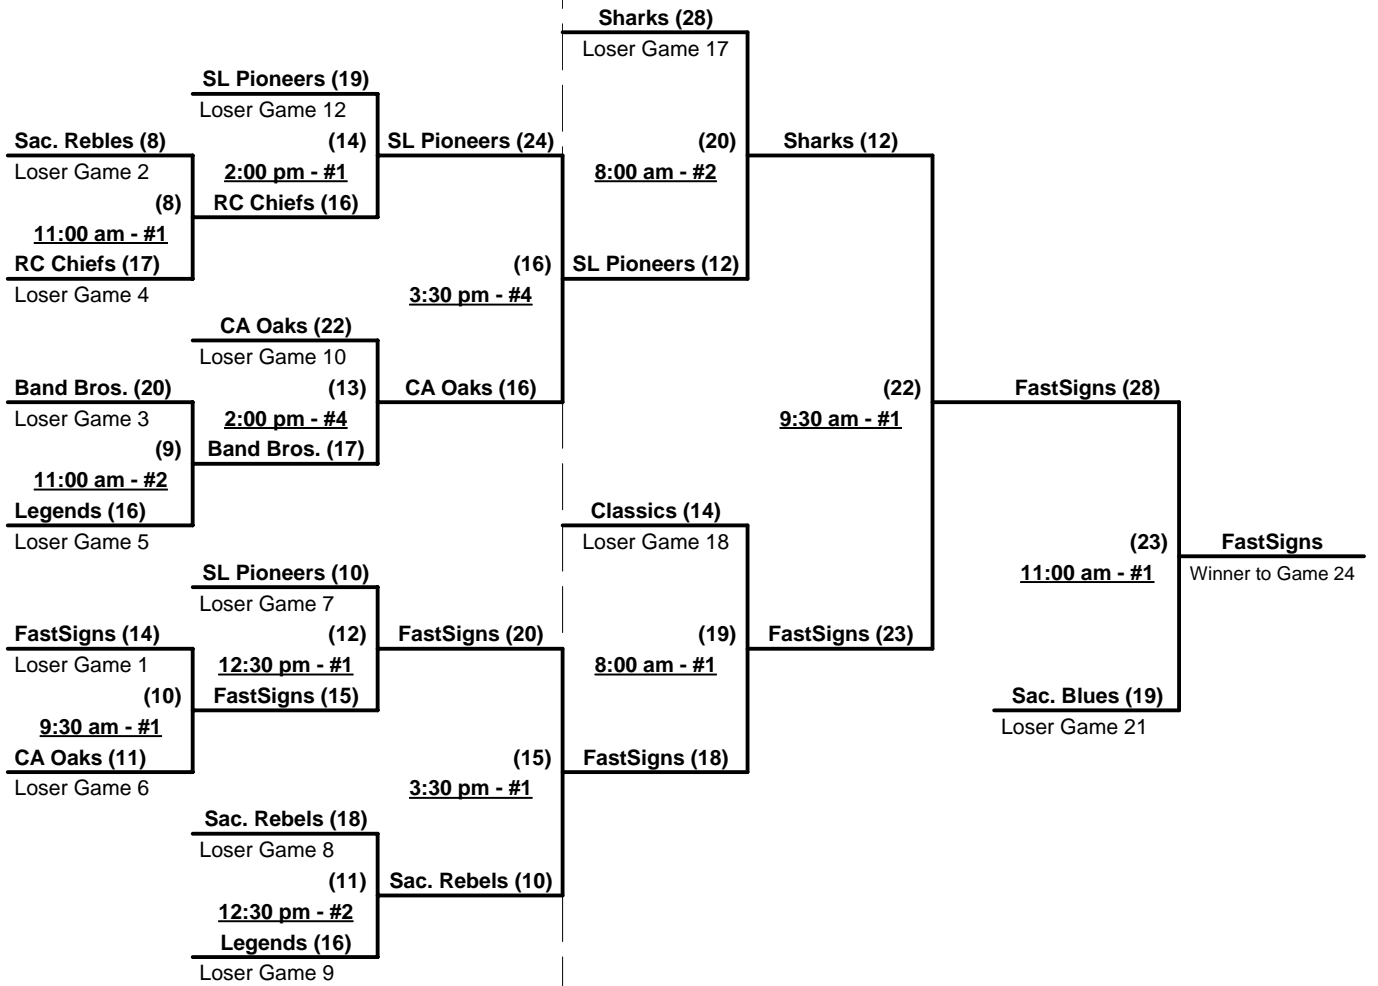 Sharks (28)
Loser Game 17
SL Pioneers (19)
Loser Game 12
Sac. Rebles (8)
(14)
SL Pioneers (24)
(20)
Sharks (12)
Loser Game 2
2:00 pm - #1
8:00 am - #2
(8)
RC Chiefs (16)
11:00 am - #1
RC Chiefs (17)
(16)
SL Pioneers (12)
Loser Game 4
3:30 pm - #4
CA Oaks (22)
Loser Game 10
Band Bros. (20)
(13)
CA Oaks (16)
(22)
FastSigns (28)
Loser Game 3
2:00 pm - #4
9:30 am - #1
(9)
Band Bros. (17)
11:00 am - #2
Legends (16)
Classics (14)
Loser Game 5
Loser Game 18
(23)
FastSigns
SL Pioneers (10)
11:00 am - #1
Winner to Game 24
Loser Game 7
FastSigns (14)
(12)
FastSigns (20)
(19)
FastSigns (23)
Loser Game 1
12:30 pm - #1
8:00 am - #1
(10)
FastSigns (15)
Sac. Blues (19)
9:30 am - #1
Loser Game 21
CA Oaks (11)
(15)
FastSigns (18)
Loser Game 6
3:30 pm - #1
Sac. Rebels (18)
Loser Game 8
(11)
Sac. Rebels (10)
12:30 pm - #2
Legends (16)
Loser Game 9